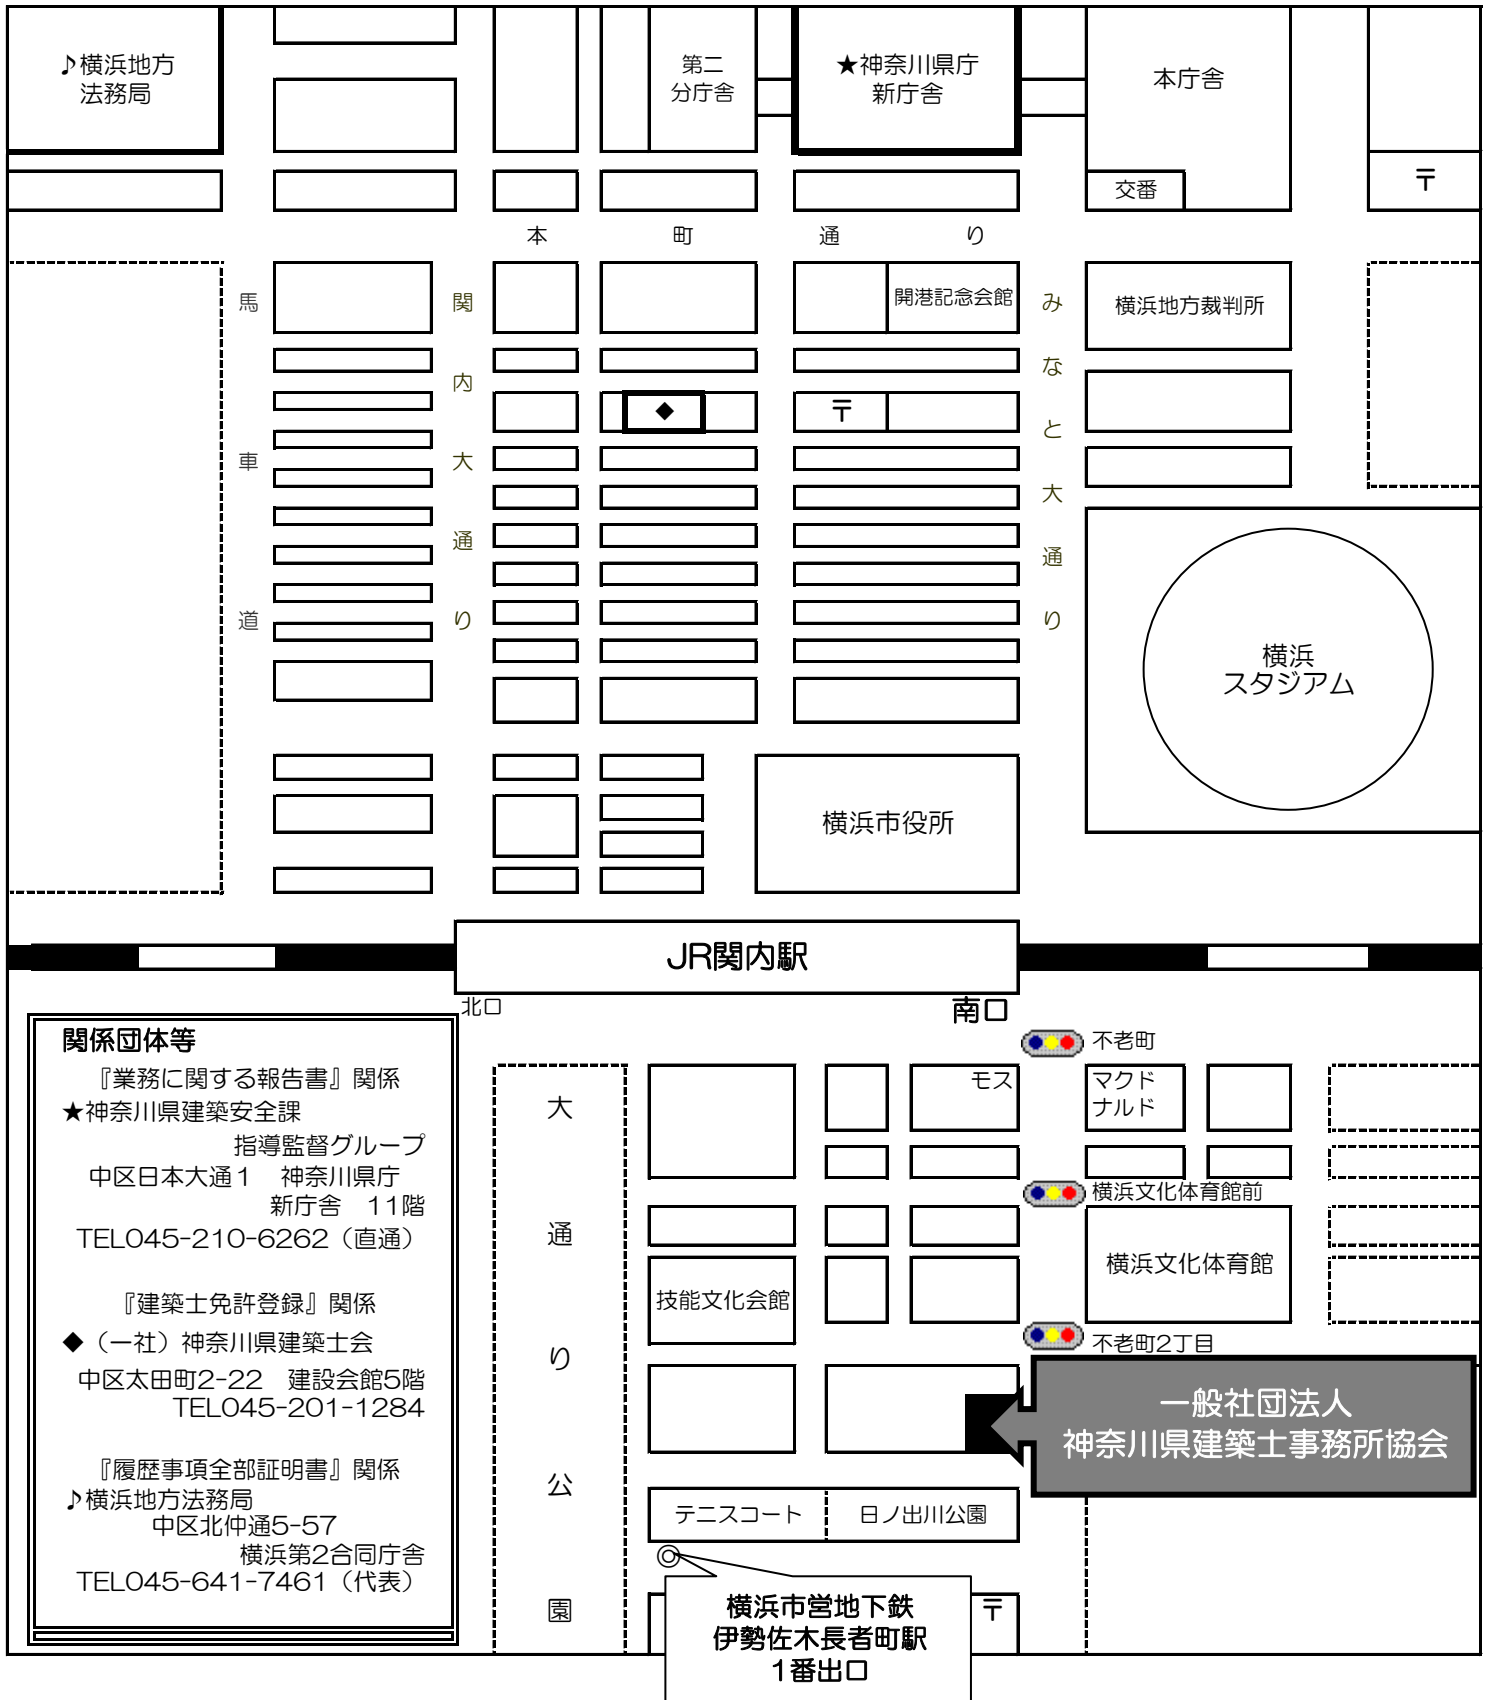 ♪横浜地方
法務局
第二
分庁舎
★神奈川県庁
新庁舎
本庁舎
交番
〒
本町通り
馬車道
関内大通り
開港記念会館
みなと大通り
横浜地方裁判所
◆
〒
横浜
スタジアム
横浜市役所
JR関内駅
北口
南口
不老町
関係団体等
『業務に関する報告書』関係
★神奈川県建築安全課
指導監督グループ
中区日本大通1　神奈川県庁
新庁舎　11階
TEL045-210-6262（直通）
『建築士免許登録』関係
◆（一社）神奈川県建築士会
中区太田町2-22　建設会館5階
TEL045-201-1284
『履歴事項全部証明書』関係
♪横浜地方法務局
中区北仲通5-57
横浜第2合同庁舎
TEL045-641-7461（代表）
大通り公園
モス
マクド
ナルド
横浜文化体育館前
横浜文化体育館
技能文化会館
不老町2丁目
一般社団法人
神奈川県建築士事務所協会
テニスコート
日ノ出川公園
横浜市営地下鉄
伊勢佐木長者町駅
1番出口
〒